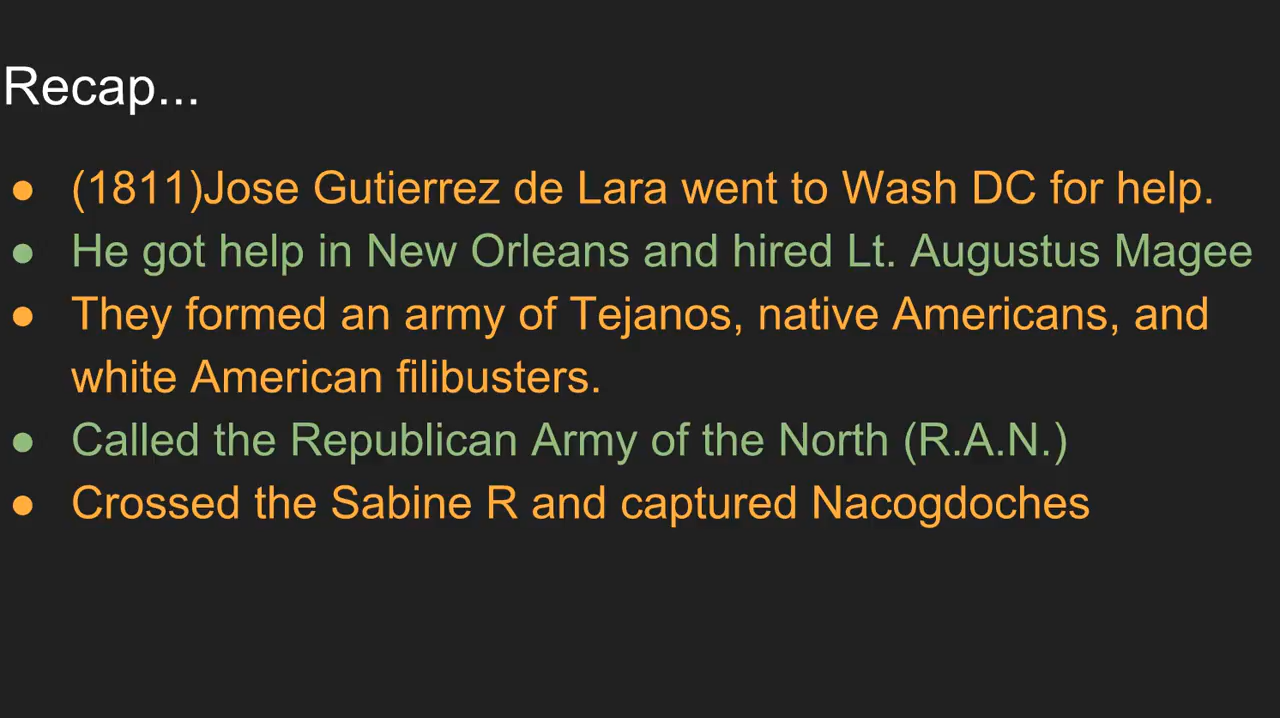 Recap...
● (1811)Jose Gutierrez de Lara went to Wash DC for help.
● He got help in New Orleans and hired Lt. Augustus Magee
● They formed an army of Tejanos, native Americans, and
white American filibusters.
● Called the Republican Army of the North (R.A.N.)
● Crossed the Sabine R and captured Nacogdoches